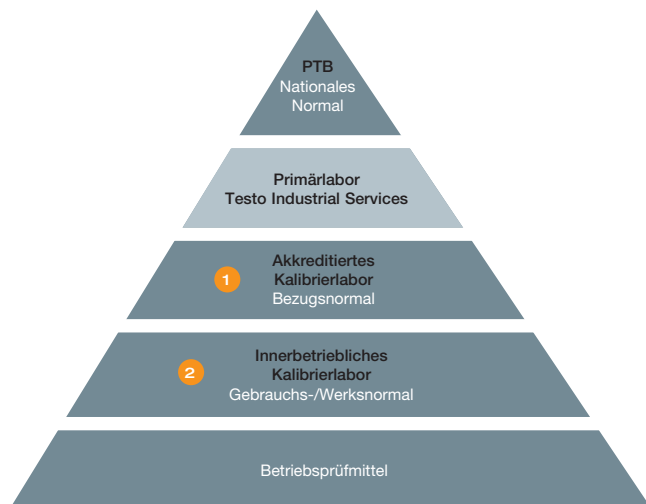 PTB
Nationales
Normal
Primärlabor
Testo Industrial Services
1
Akkreditiertes
Kalibrierlabor
Bezugsnormal
2
Innerbetriebliches
Kalibrierlabor
Gebrauchs-/Werksnormal
Betriebsprüfmittel